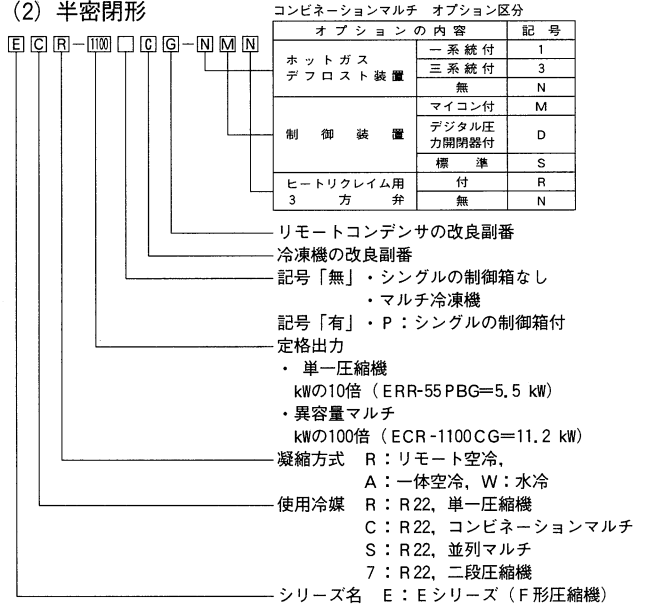 (2) 半密閉形
コンビネーションマルチ オプション区分
E C R - 1100 □ C G - N M N
オプションの内容 記号
ホットガス
デフロスト装置
一系統付 1
三系統付 3
無 N
制御装置
マイコン付 M
デジタル圧
力開閉器付 D
標準 S
ヒートリクレイム用
3方弁
付 R
無 N
リモートコンデンサの改良副番
冷凍機の改良副番
記号「無」・シングルの制御箱なし
・マルチ冷凍機
記号「有」・P:シングルの制御箱付
定格出力
・単一圧縮機
kWの10倍(ERR-55PBG=5.5 kW)
・異容量マルチ
kWの100倍(ECR-1100CG=11.2 kW)
凝縮方式 R:リモート空冷,
A:一体空冷, W:水冷
使用冷媒 R:R22, 単一圧縮機
C:R22, コンビネーションマルチ
S:R22, 並列マルチ
7:R22, 二段圧縮機
シリーズ名 E:Eシリーズ(F形圧縮機)